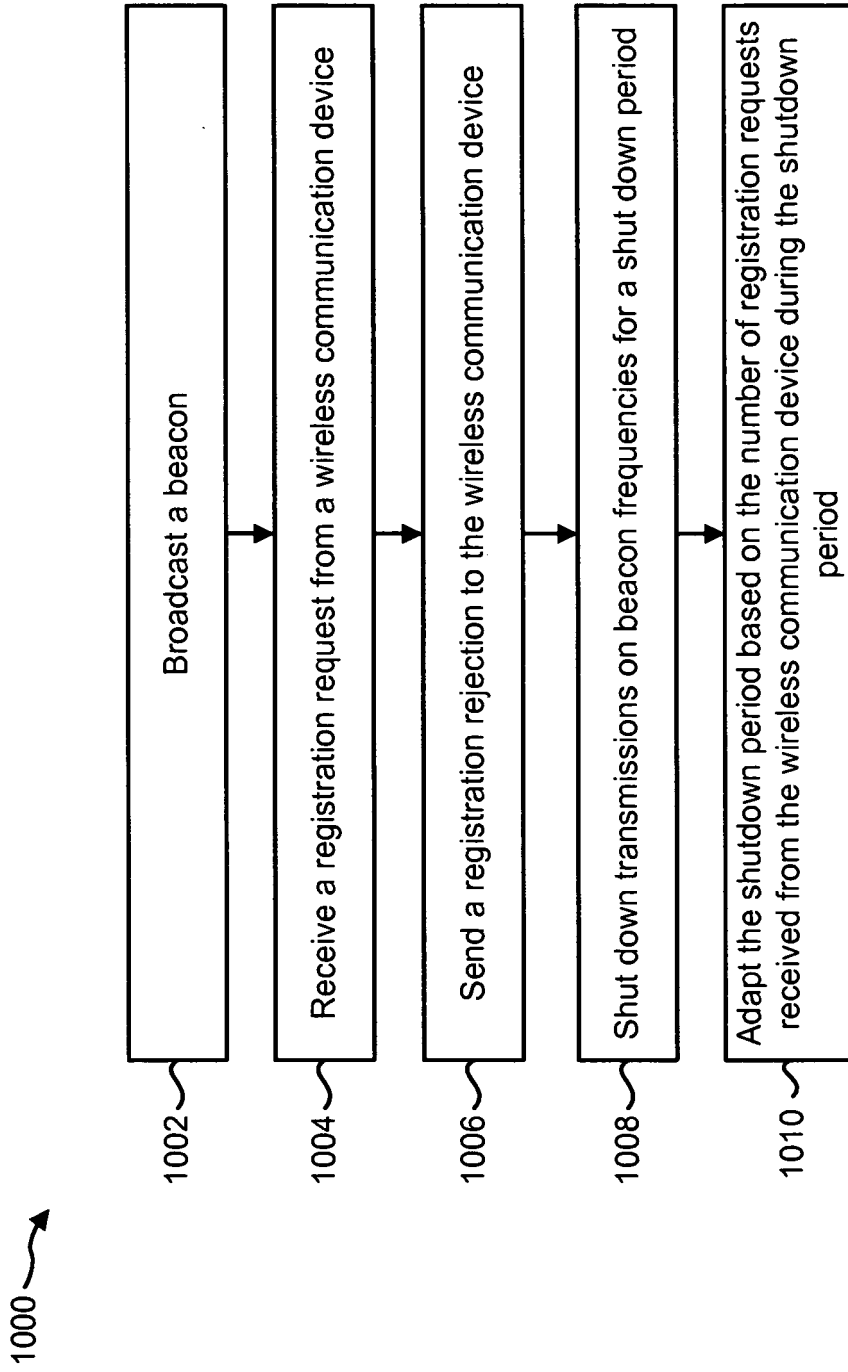 1000
1002
Broadcast a beacon
1004
Receive a registration request from a wireless communication device
1006
Send a registration rejection to the wireless communication device
1008
Shut down transmissions on beacon frequencies for a shut down period
1010
Adapt the shutdown period based on the number of registration requests
received from the wireless communication device during the shutdown
period